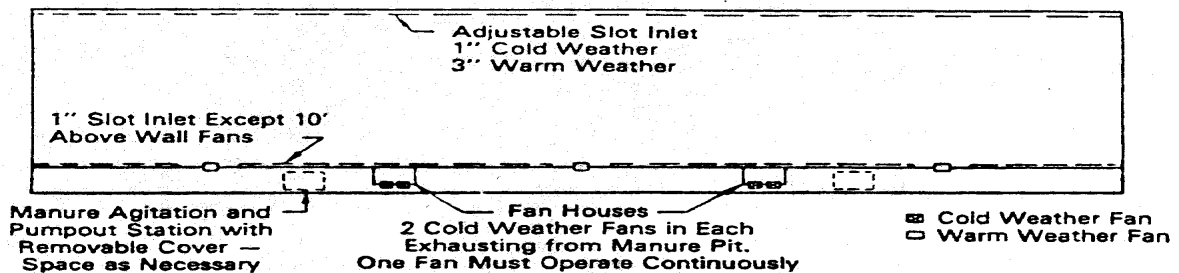 Adjustable Slot Inlet
1" Cold Weather
3" Warm Weather
1" Slot Inlet Except 10'
Above Wall Fans
Manure Agitation and
Pumpout Station with
Removable Cover —
Space as Necessary
Fan Houses
2 Cold Weather Fans in Each
Exhausting from Manure Pit.
One Fan Must Operate Continuously
Cold Weather Fan
Warm Weather Fan